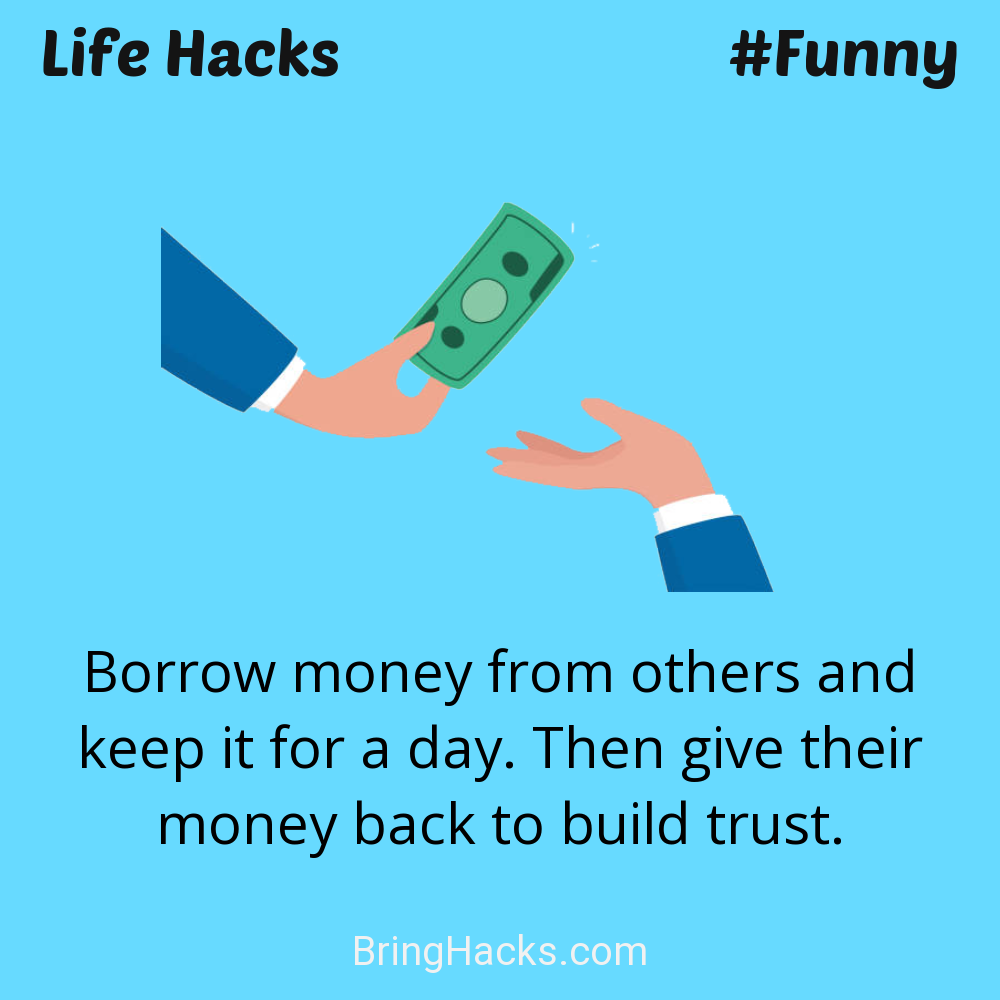 Life Hacks
#Funny
Borrow money from others and
keep it for a day. Then give their
money back to build trust.
BringHacks.com